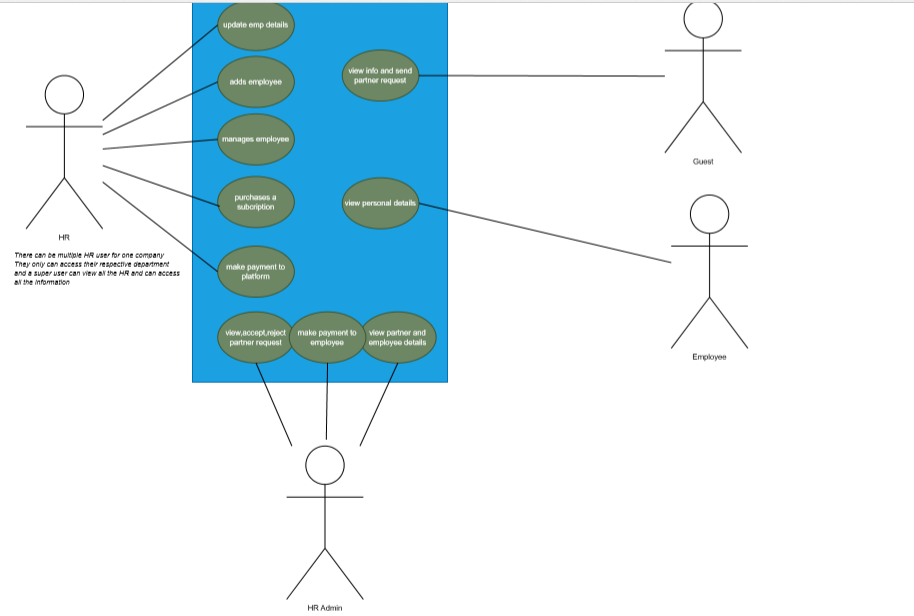 update emp details
adds employee
manages employee
purchases a
subcription
make payment to
platform
view,accept,reject
partner request
make payment to
employee
view partner and
employee details
view info and send
partner request
view personal details
HR
There can be multiple HR user for one company
They only can access their respective department
and a super user can view all the HR and can access
all the information
Guest
Employee
HR Admin